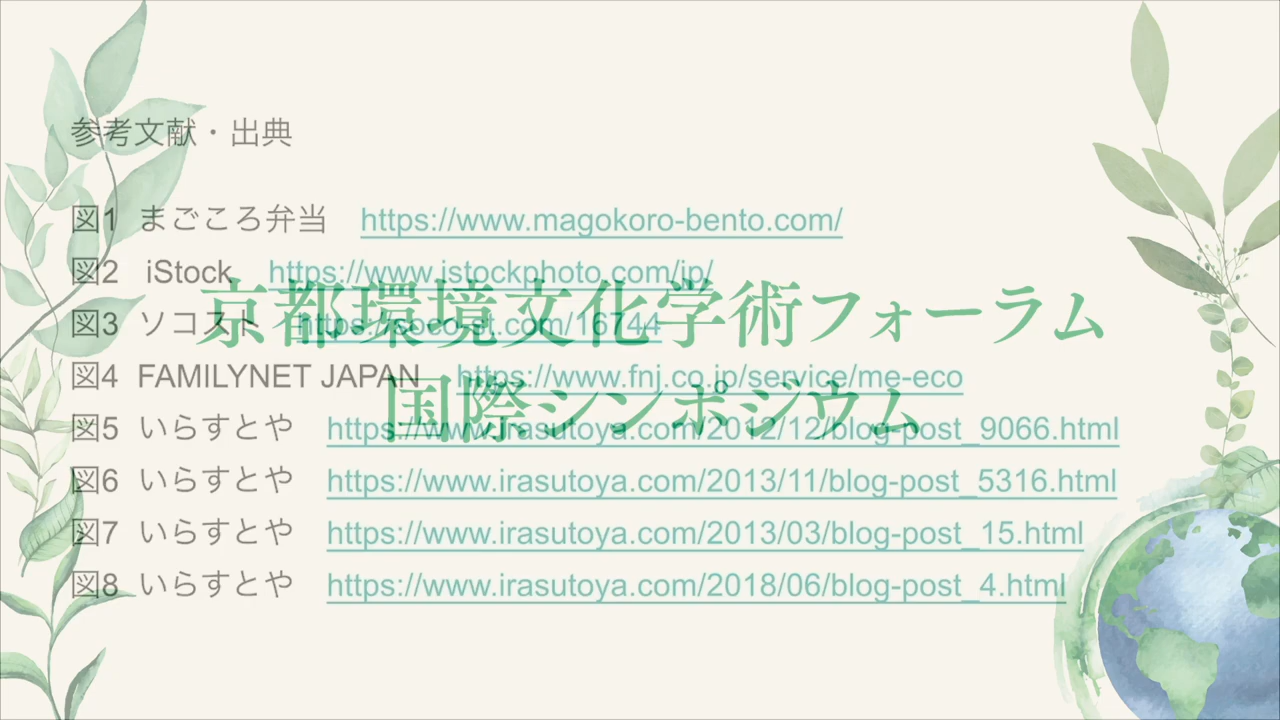 参考文献・出典
図1 まごころ弁当 https://www.magokoro-bento.com/
図2 iStock https://www.istockphoto.com/jp/
図3 ソコスト https://soco-st.com/16744
図4 FAMILYNET JAPAN https://www.fnj.co.jp/service/me-eco
図5 いらすとや https://www.irasutoya.com/2012/12/blog-post_9066.html
図6 いらすとや https://www.irasutoya.com/2013/11/blog-post_5316.html
図7 いらすとや https://www.irasutoya.com/2013/03/blog-post_15.html
図8 いらすとや https://www.irasutoya.com/2018/06/blog-post_4.html
京都環境文化学術フォーラム
国際シンポジウム